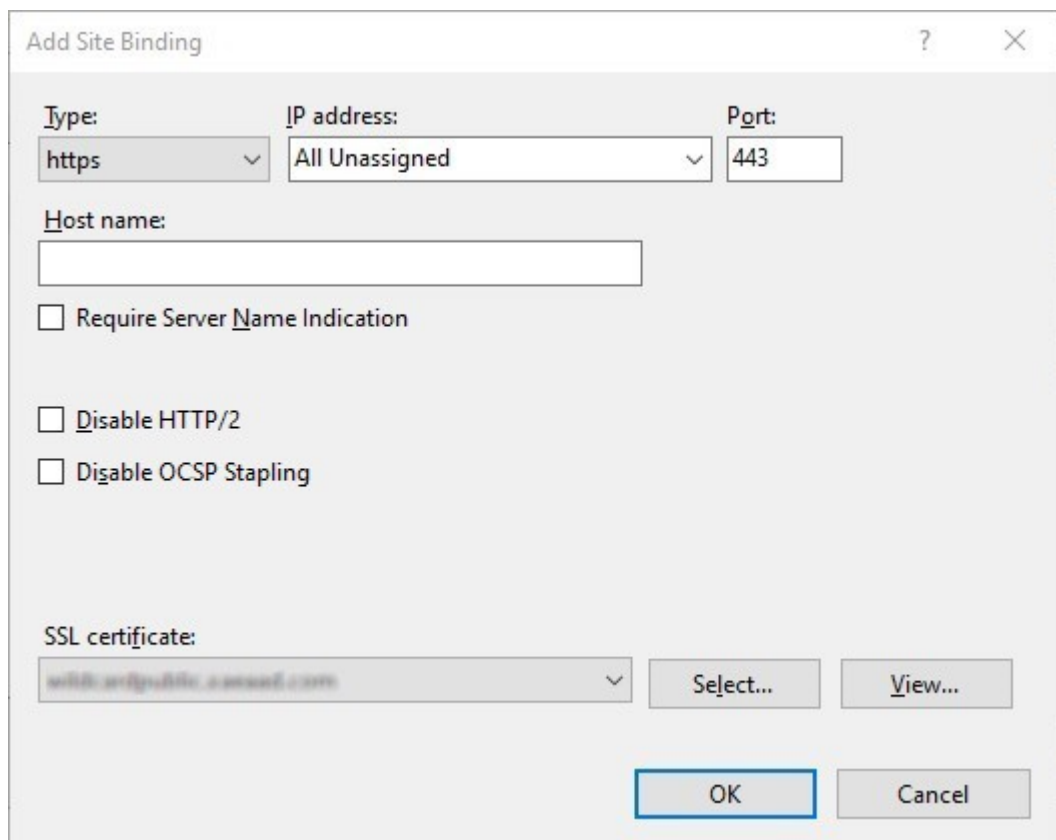 Add Site Binding ?
Type: IP address: Port:
https All Unassigned 443
Host name:
Require Server Name Indication
Disable HTTP/2
Disable OCSP Stapling
SSL certificate:
Select... View...
OK Cancel